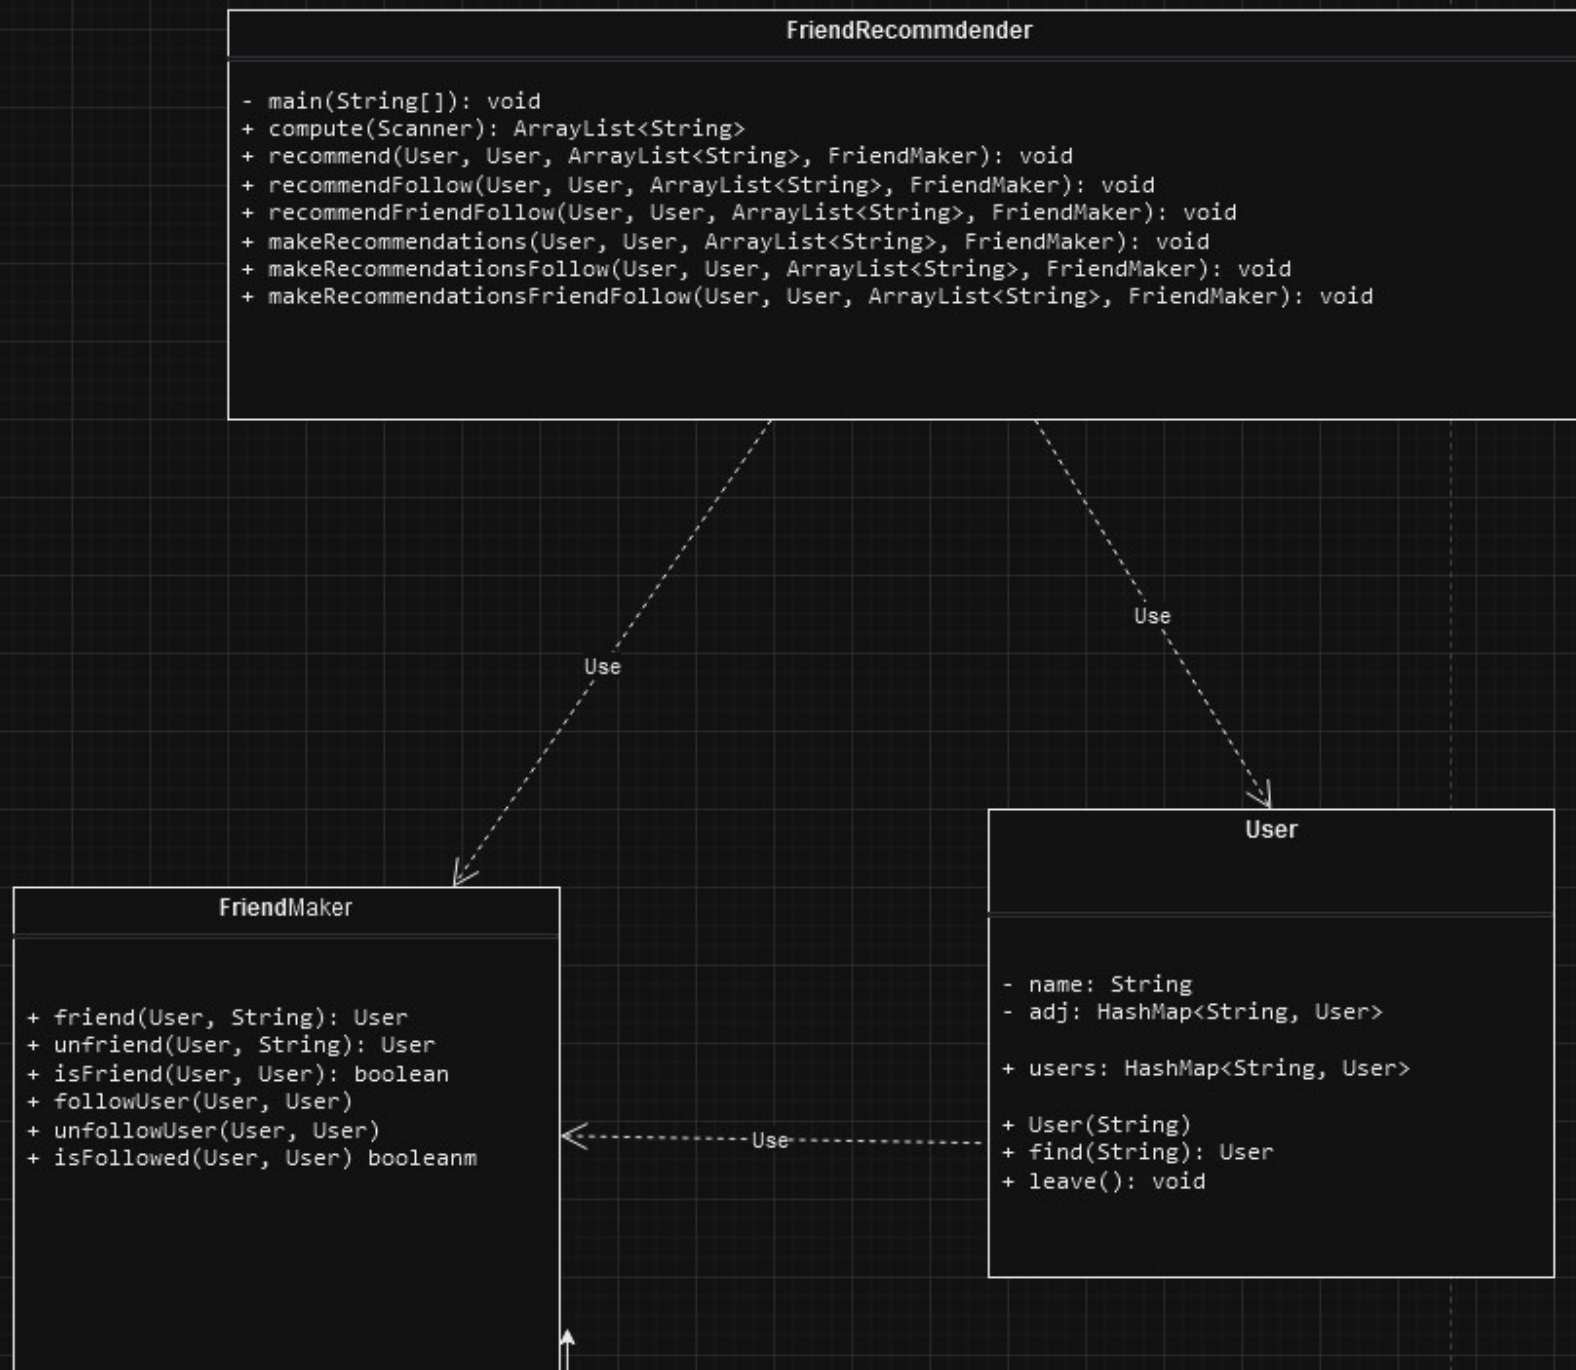 FriendRecommdender
- main(String[]): void
+ compute(Scanner): ArrayList<String>
+ recommend(User, User, ArrayList<String>, FriendMaker): void
+ recommendFollow(User, User, ArrayList<String>, FriendMaker): void
+ recommendFriendFollow(User, User, ArrayList<String>, FriendMaker): void
+ makeRecommendations(User, User, ArrayList<String>, FriendMaker): void
+ makeRecommendationsFollow(User, User, ArrayList<String>, FriendMaker): void
+ makeRecommendationsFriendFollow(User, User, ArrayList<String>, FriendMaker): void
Use
Use
FriendMaker
+ friend(User, String): User
+ unfriend(User, String): User
+ isFriend(User, User): boolean
+ followUser(User, User)
+ unfollowUser(User, User)
+ isFollowed(User, User) booleanm
Use
User
- name: String
- adj: HashMap<String, User>
+ users: HashMap<String, User>
+ User(String)
+ find(String): User
+ leave(): void